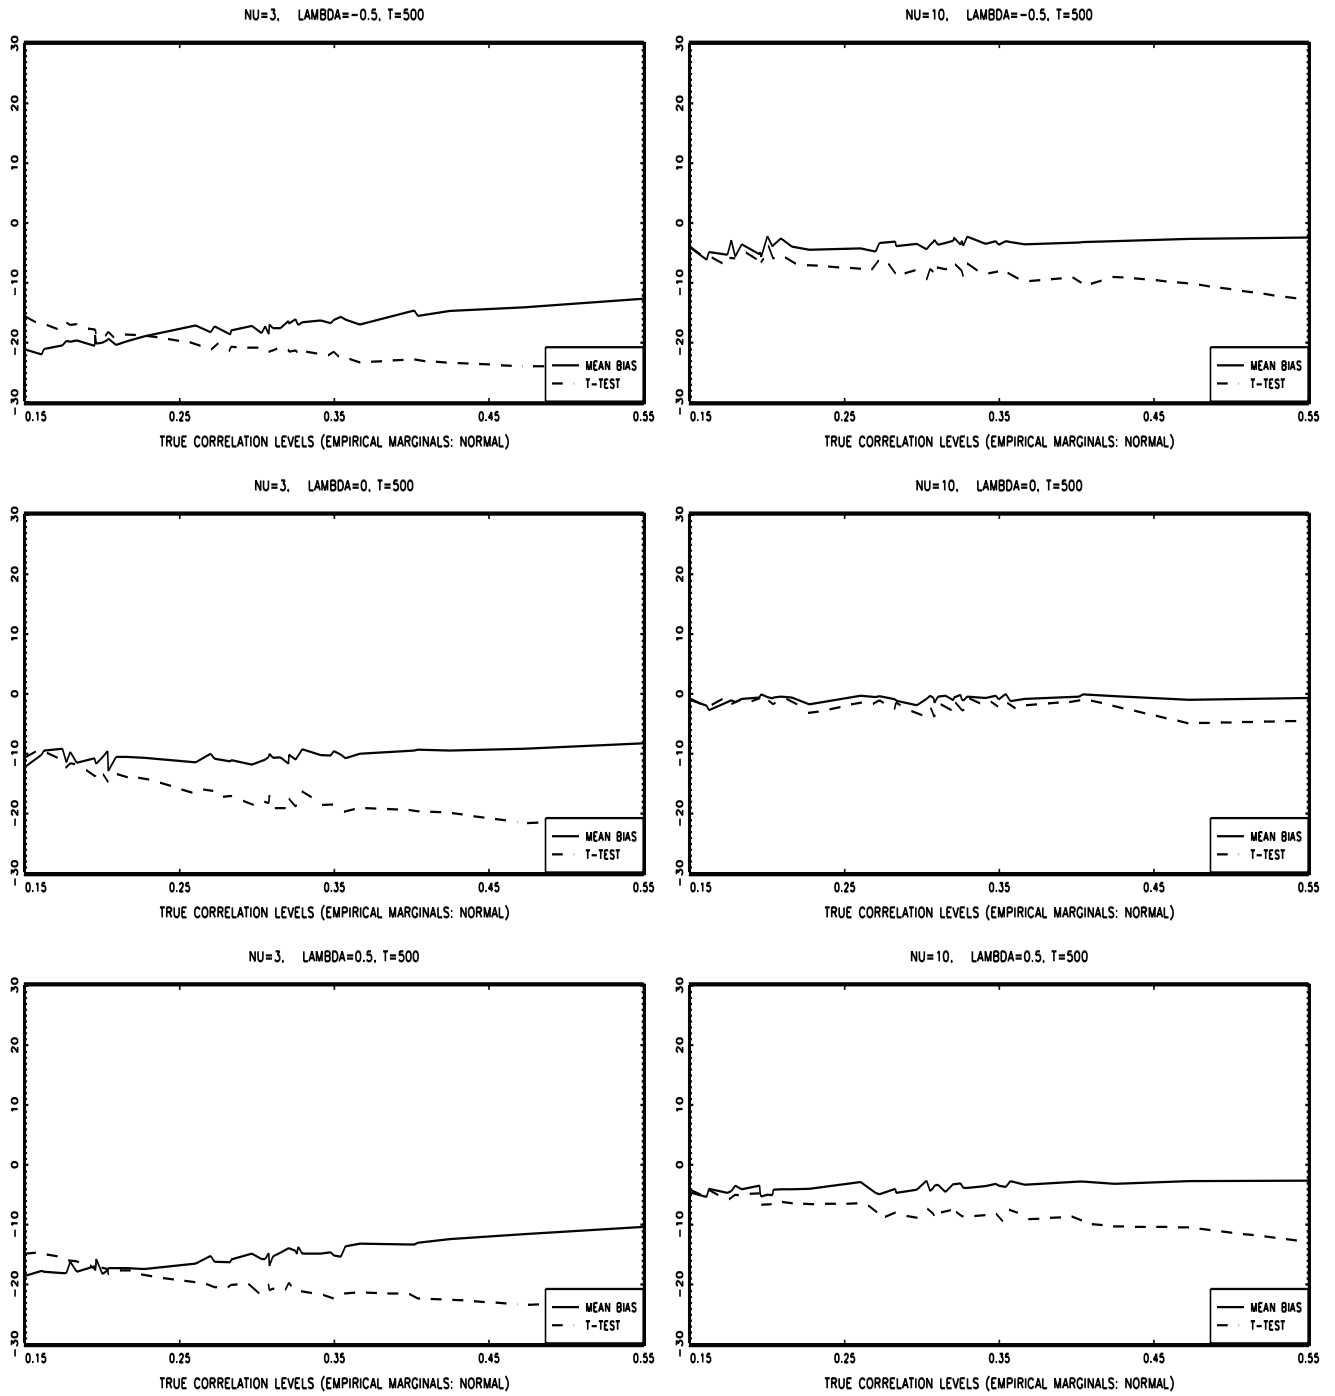 NU=3, LAMBDA=-0.5, T=500
30
20
10
0
-10
-20
-30
MEAN BIAS
T-TEST
0.15 0.25 0.35 0.45 0.55
TRUE CORRELATION LEVELS (EMPIRICAL MARGINALS: NORMAL)
NU=10, LAMBDA=-0.5, T=500
30
20
10
0
-10
-20
-30
MEAN BIAS
T-TEST
0.15 0.25 0.35 0.45 0.55
TRUE CORRELATION LEVELS (EMPIRICAL MARGINALS: NORMAL)
NU=3, LAMBDA=0, T=500
30
20
10
0
-10
-20
-30
MEAN BIAS
T-TEST
0.15 0.25 0.35 0.45 0.55
TRUE CORRELATION LEVELS (EMPIRICAL MARGINALS: NORMAL)
NU=10, LAMBDA=0, T=500
30
20
10
0
-10
-20
-30
MEAN BIAS
T-TEST
0.15 0.25 0.35 0.45 0.55
TRUE CORRELATION LEVELS (EMPIRICAL MARGINALS: NORMAL)
NU=3, LAMBDA=0.5, T=500
30
20
10
0
-10
-20
-30
MEAN BIAS
T-TEST
0.15 0.25 0.35 0.45 0.55
TRUE CORRELATION LEVELS (EMPIRICAL MARGINALS: NORMAL)
NU=10, LAMBDA=0.5, T=500
30
20
10
0
-10
-20
-30
MEAN BIAS
T-TEST
0.15 0.25 0.35 0.45 0.55
TRUE CORRELATION LEVELS (EMPIRICAL MARGINALS: NORMAL)